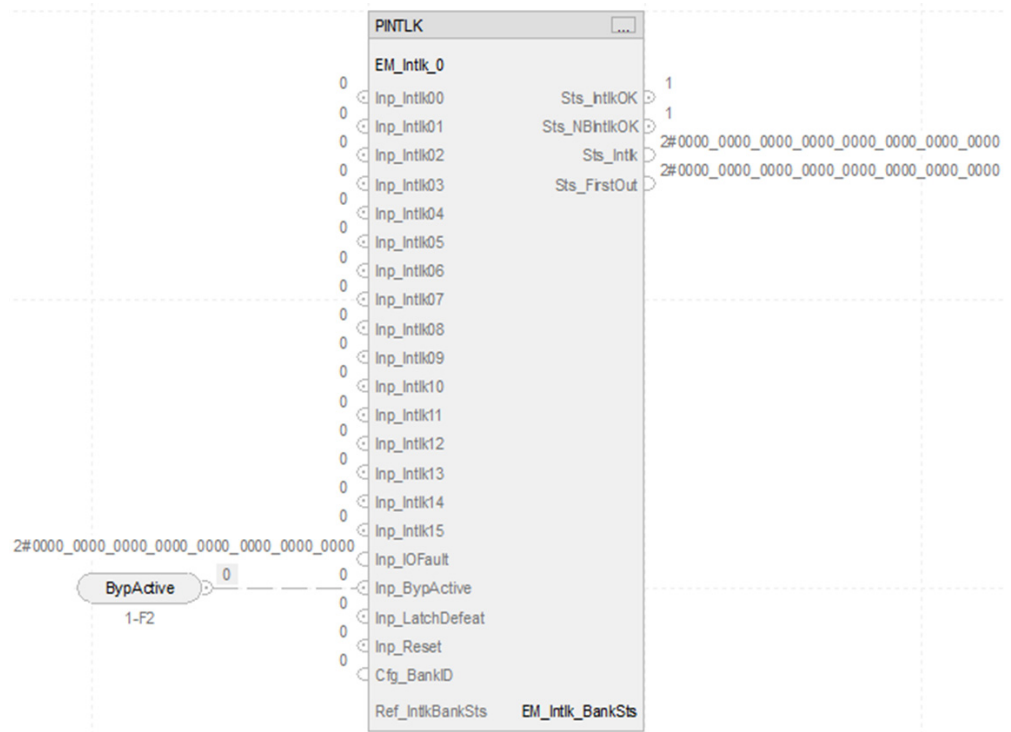 PINTLK ...
EM_Intlk_0
0
Inp_Intlk00
Sts_IntlkOK
1
0
Inp_Intlk01
Sts_NBIntlkOK
1
0
Inp_Intlk02
Sts_Intlk
2#0000_0000_0000_0000_0000_0000_0000_0000
0
Inp_Intlk03
Sts_FirstOut
2#0000_0000_0000_0000_0000_0000_0000_0000
0
Inp_Intlk04
0
Inp_Intlk05
0
Inp_Intlk06
0
Inp_Intlk07
0
Inp_Intlk08
0
Inp_Intlk09
0
Inp_Intlk10
0
Inp_Intlk11
0
Inp_Intlk12
0
Inp_Intlk13
0
Inp_Intlk14
0
Inp_Intlk15
2#0000_0000_0000_0000_0000_0000_0000_0000
Inp_IOFault
BypActive
0
0
Inp_BypActive
1-F2
0
Inp_LatchDefeat
0
Inp_Reset
0
Cfg_BankID
Ref_IntlkBankSts EM_Intlk_BankSts